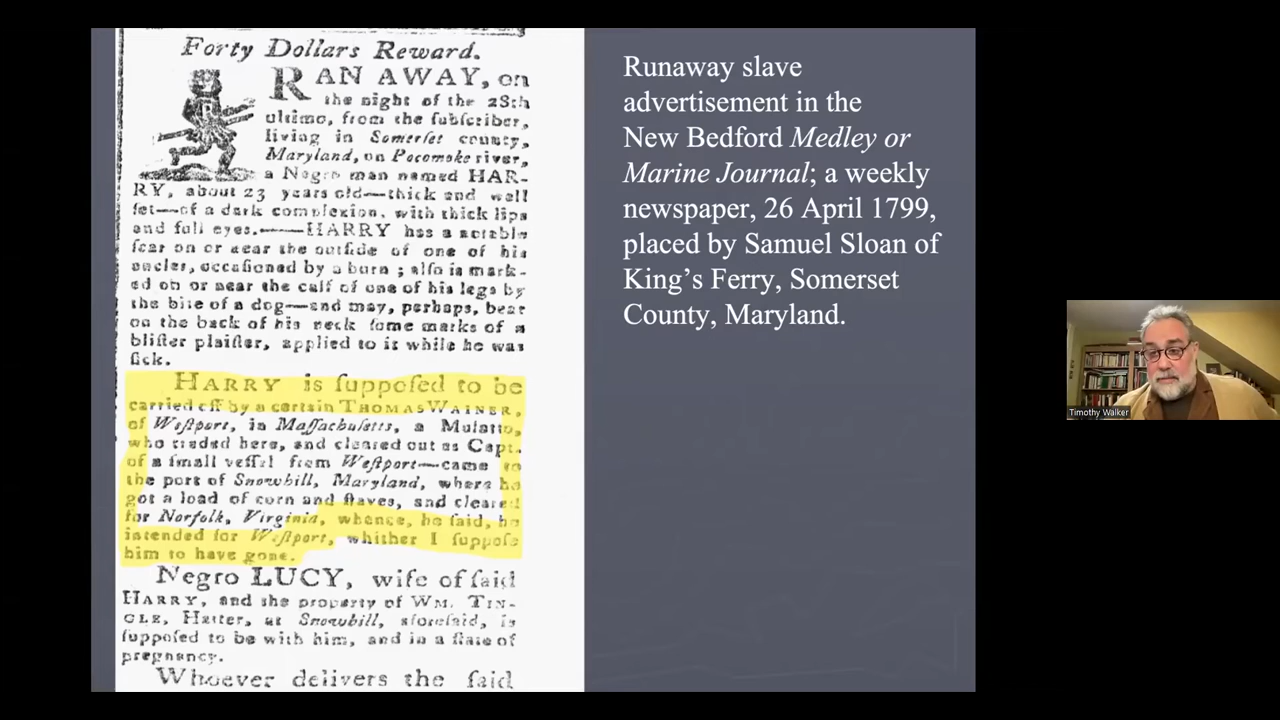 Forty Dollars Reward.
RAN AWAY, on
the night of the 28th
ultimo, from the ſubſcriber,
living in Somerſet county,
Maryland, on Pocomoke river,
a Negro man named HAR-
RY, about 23 years old—thick and well
ſet—of a dark complexion, with thick lips
and full eyes.——HARRY has a notable
ſcar on or near the outſide of one of his
ancles, occaſioned by a burn; alſo is mark-
ed on or near the calf of one of his legs by
the bite of a dog—and may, perhaps, bear
on the back of his neck ſome marks of a
bliſter plaiſter, applied to it while he was
ſick.
HARRY is ſuppoſed to be
carried off by a certain THOMAS WAINER,
of Weſtport, in Maſſachuſetts, a Mulatto,
who traded here, and cleared out as Capt.
of a ſmall veſſel from Weſtport—came to
the port of Snowhill, Maryland, where he
got a load of corn and ſtaves, and cleared
for Norfolk, Virginia, whence, he ſaid, he
intended for Weſtport, whither I ſuppoſe
him to have gone.
Negro LUCY, wife of ſaid
HARRY, and the property of WM. TIN-
GLE, Hatter, at Snowhill, aforeſaid, is
ſuppoſed to be with him, and in a ſtate of
pregnancy.
Whoever delivers the ſaid
Runaway slave
advertisement in the
New Bedford Medley or
Marine Journal; a weekly
newspaper, 26 April 1799,
placed by Samuel Sloan of
King’s Ferry, Somerset
County, Maryland.
Timothy Walker